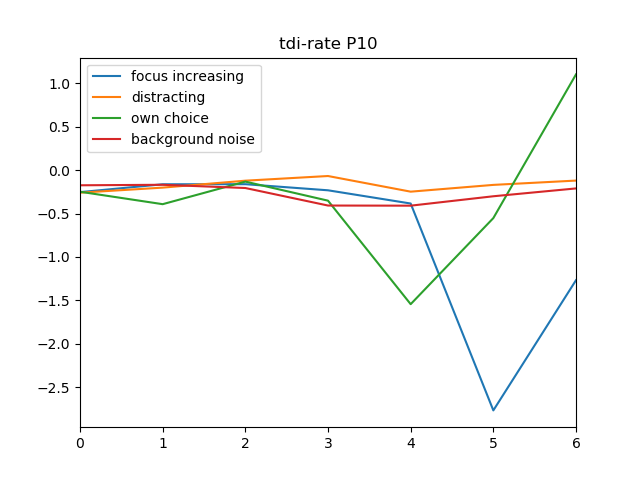 tdi-rate P10
focus increasing
distracting
own choice
background noise
1.0
0.5
0.0
−0.5
−1.0
−1.5
−2.0
−2.5
0 1 2 3 4 5 6